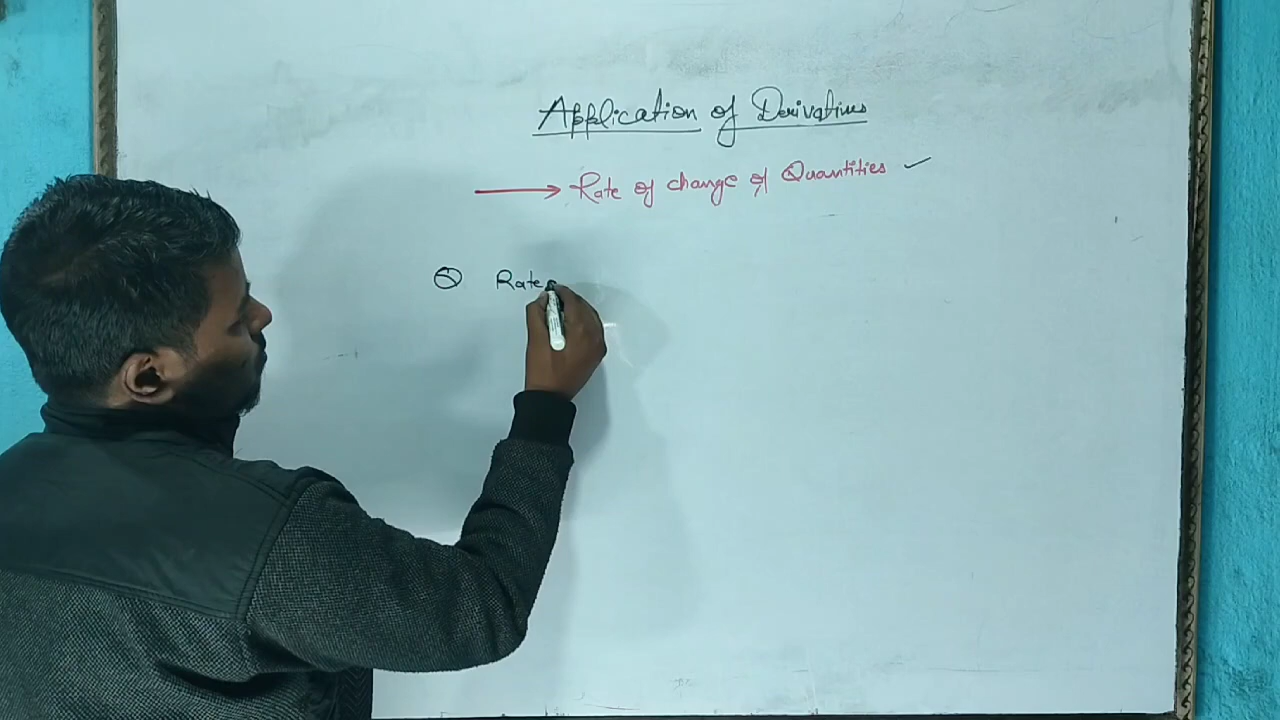 Application of Derivatives
→ Rate of change of Quantities ✓
Rate